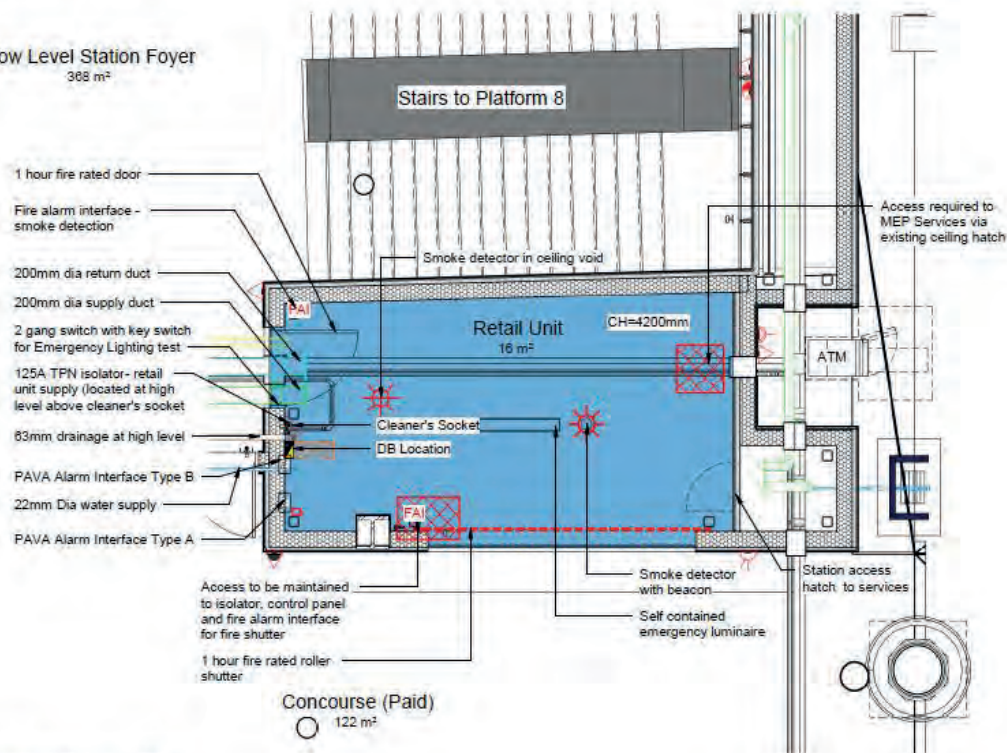 ow Level Station Foyer
368 m²
Stairs to Platform 8
1 hour fire rated door
Fire alarm interface -
smoke detection
200mm dia return duct
200mm dia supply duct
2 gang switch with key switch
for Emergency Lighting test
125A TPN isolator- retail
unit supply (located at high
level above cleaner's socket
63mm drainage at high level
PAVA Alarm Interface Type B
22mm Dia water supply
PAVA Alarm Interface Type A
FAI
Smoke detector in ceiling void
Retail Unit
16 m²
CH=4200mm
Access required to
MEP Services via
existing ceiling hatch
ATM
Cleaner's Socket
DB Location
FAI
Access to be maintained
to isolator, control panel
and fire alarm interface
for fire shutter
1 hour fire rated roller
shutter
Smoke detector
with beacon
Self contained
emergency luminaire
Station access
hatch to services
Concourse (Paid)
122 m²